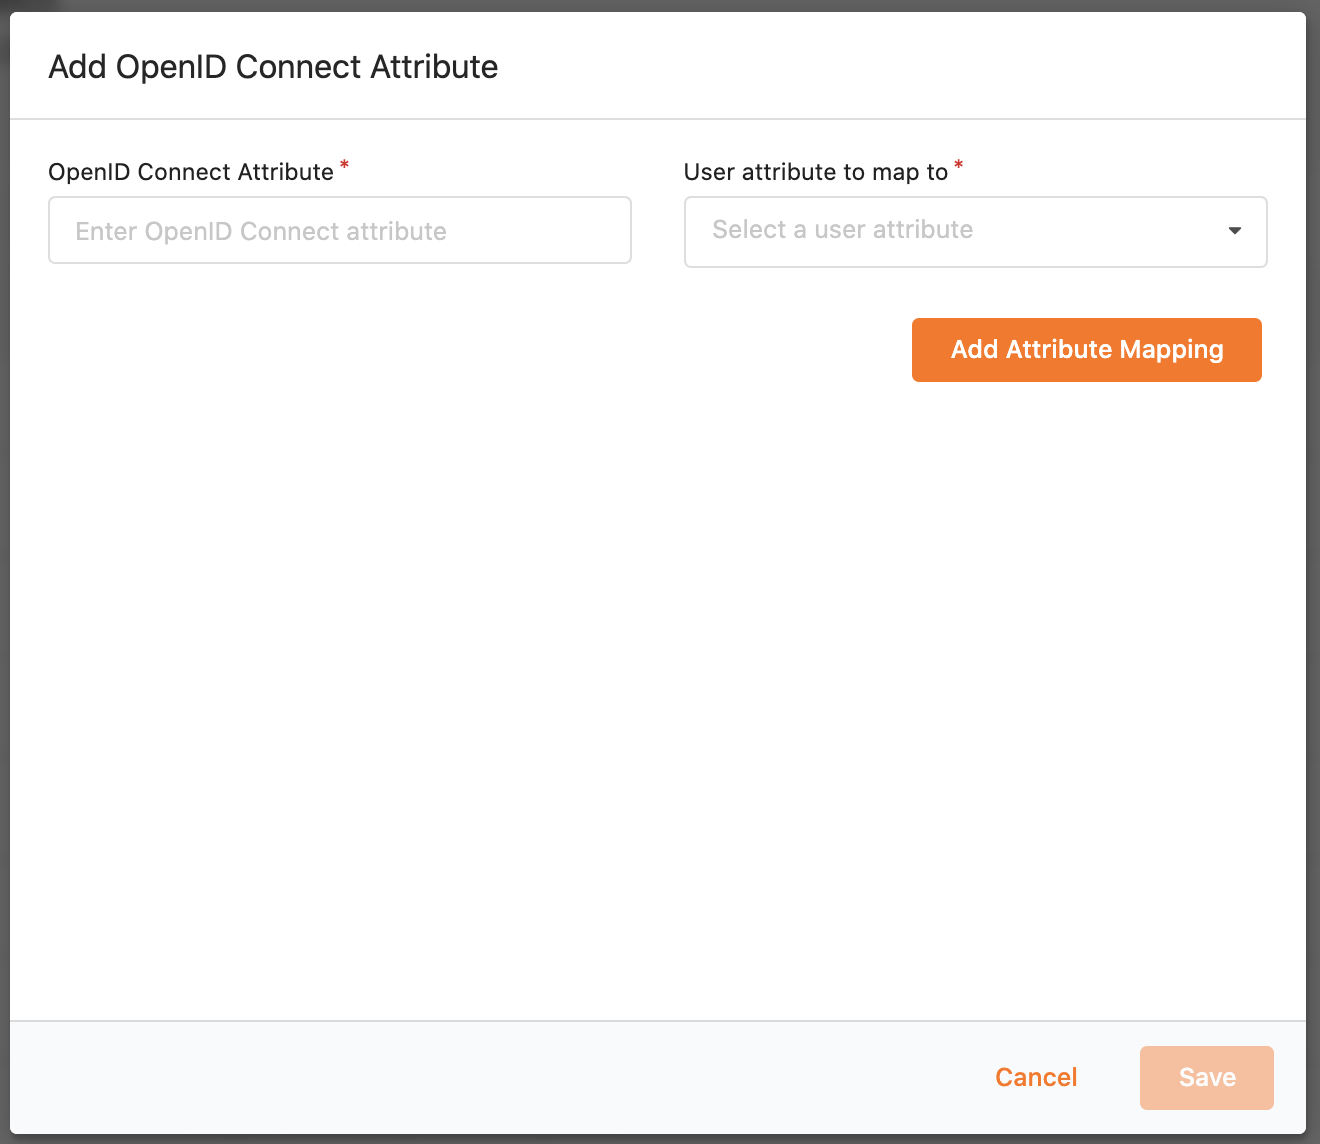 Add OpenID Connect Attribute
OpenID Connect Attribute *
User attribute to map to *
Enter OpenID Connect attribute
Select a user attribute
Add Attribute Mapping
Cancel
Save